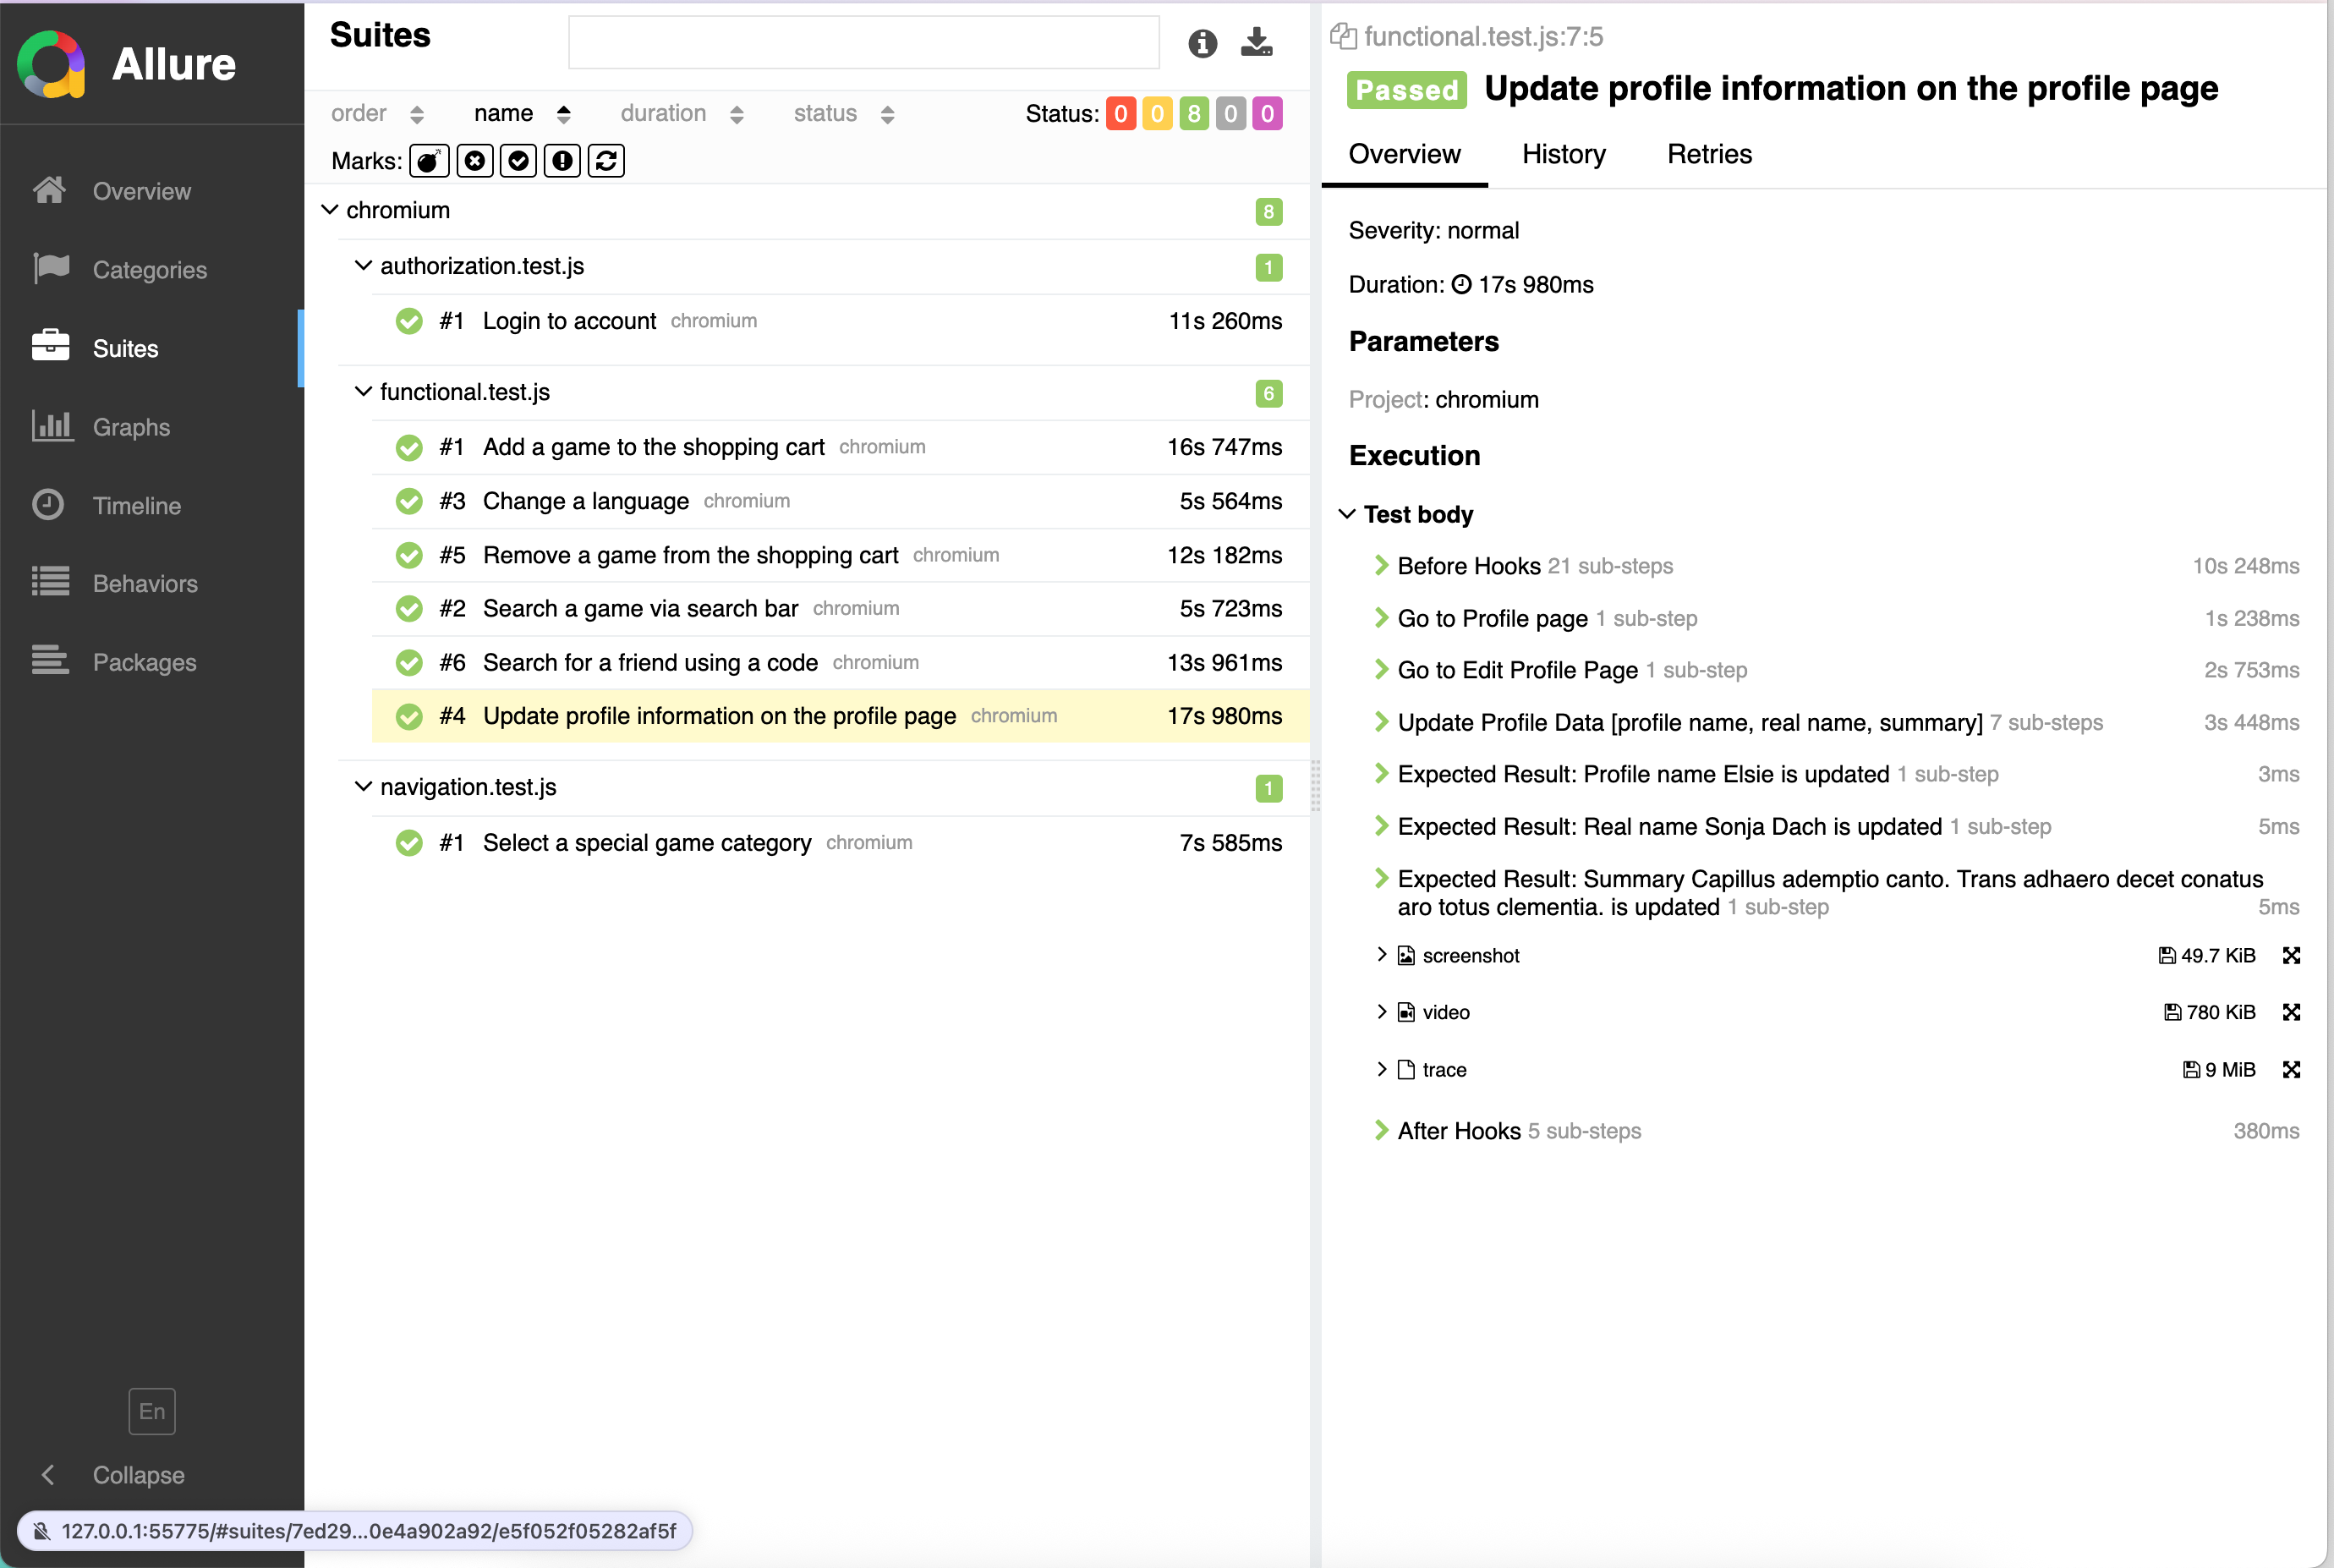 Allure
Overview
Categories
Suites
Graphs
Timeline
Behaviors
Packages
En
Collapse
127.0.0.1:55775/#suites/7ed29...0e4a902a92/e5f052f05282af5f
Suites
order name duration status Status: 0 0 8 0 0
Marks:
chromium 8
authorization.test.js 1
#1 Login to account chromium 11s 260ms
functional.test.js 6
#1 Add a game to the shopping cart chromium 16s 747ms
#3 Change a language chromium 5s 564ms
#5 Remove a game from the shopping cart chromium 12s 182ms
#2 Search a game via search bar chromium 5s 723ms
#6 Search for a friend using a code chromium 13s 961ms
#4 Update profile information on the profile page chromium 17s 980ms
navigation.test.js 1
#1 Select a special game category chromium 7s 585ms
functional.test.js:7:5
Passed Update profile information on the profile page
Overview History Retries
Severity: normal
Duration: 17s 980ms
Parameters
Project: chromium
Execution
Test body
Before Hooks 21 sub-steps 10s 248ms
Go to Profile page 1 sub-step 1s 238ms
Go to Edit Profile Page 1 sub-step 2s 753ms
Update Profile Data [profile name, real name, summary] 7 sub-steps 3s 448ms
Expected Result: Profile name Elsie is updated 1 sub-step 3ms
Expected Result: Real name Sonja Dach is updated 1 sub-step 5ms
Expected Result: Summary Capillus ademptio canto. Trans adhaero decet conatus
aro totus clementia. is updated 1 sub-step 5ms
screenshot 49.7 KiB
video 780 KiB
trace 9 MiB
After Hooks 5 sub-steps 380ms